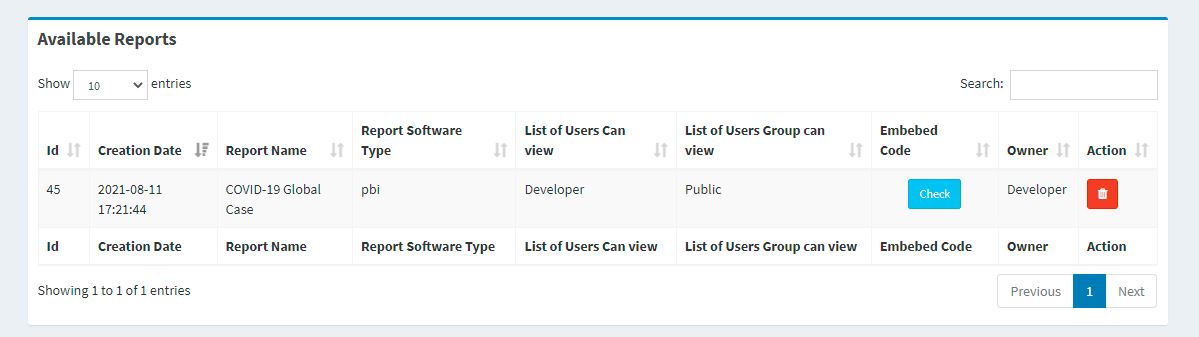 Available Reports
Show 10 entries
Search:
Id
Creation Date
Report Name
Report Software
Type
List of Users Can
view
List of Users Group can
view
Embebed
Code
Owner
Action
45
2021-08-11
17:21:44
COVID-19 Global
Case
pbi
Developer
Public
Check
Developer
Id
Creation Date
Report Name
Report Software Type
List of Users Can view
List of Users Group can view
Embebed Code
Owner
Action
Showing 1 to 1 of 1 entries
Previous
1
Next